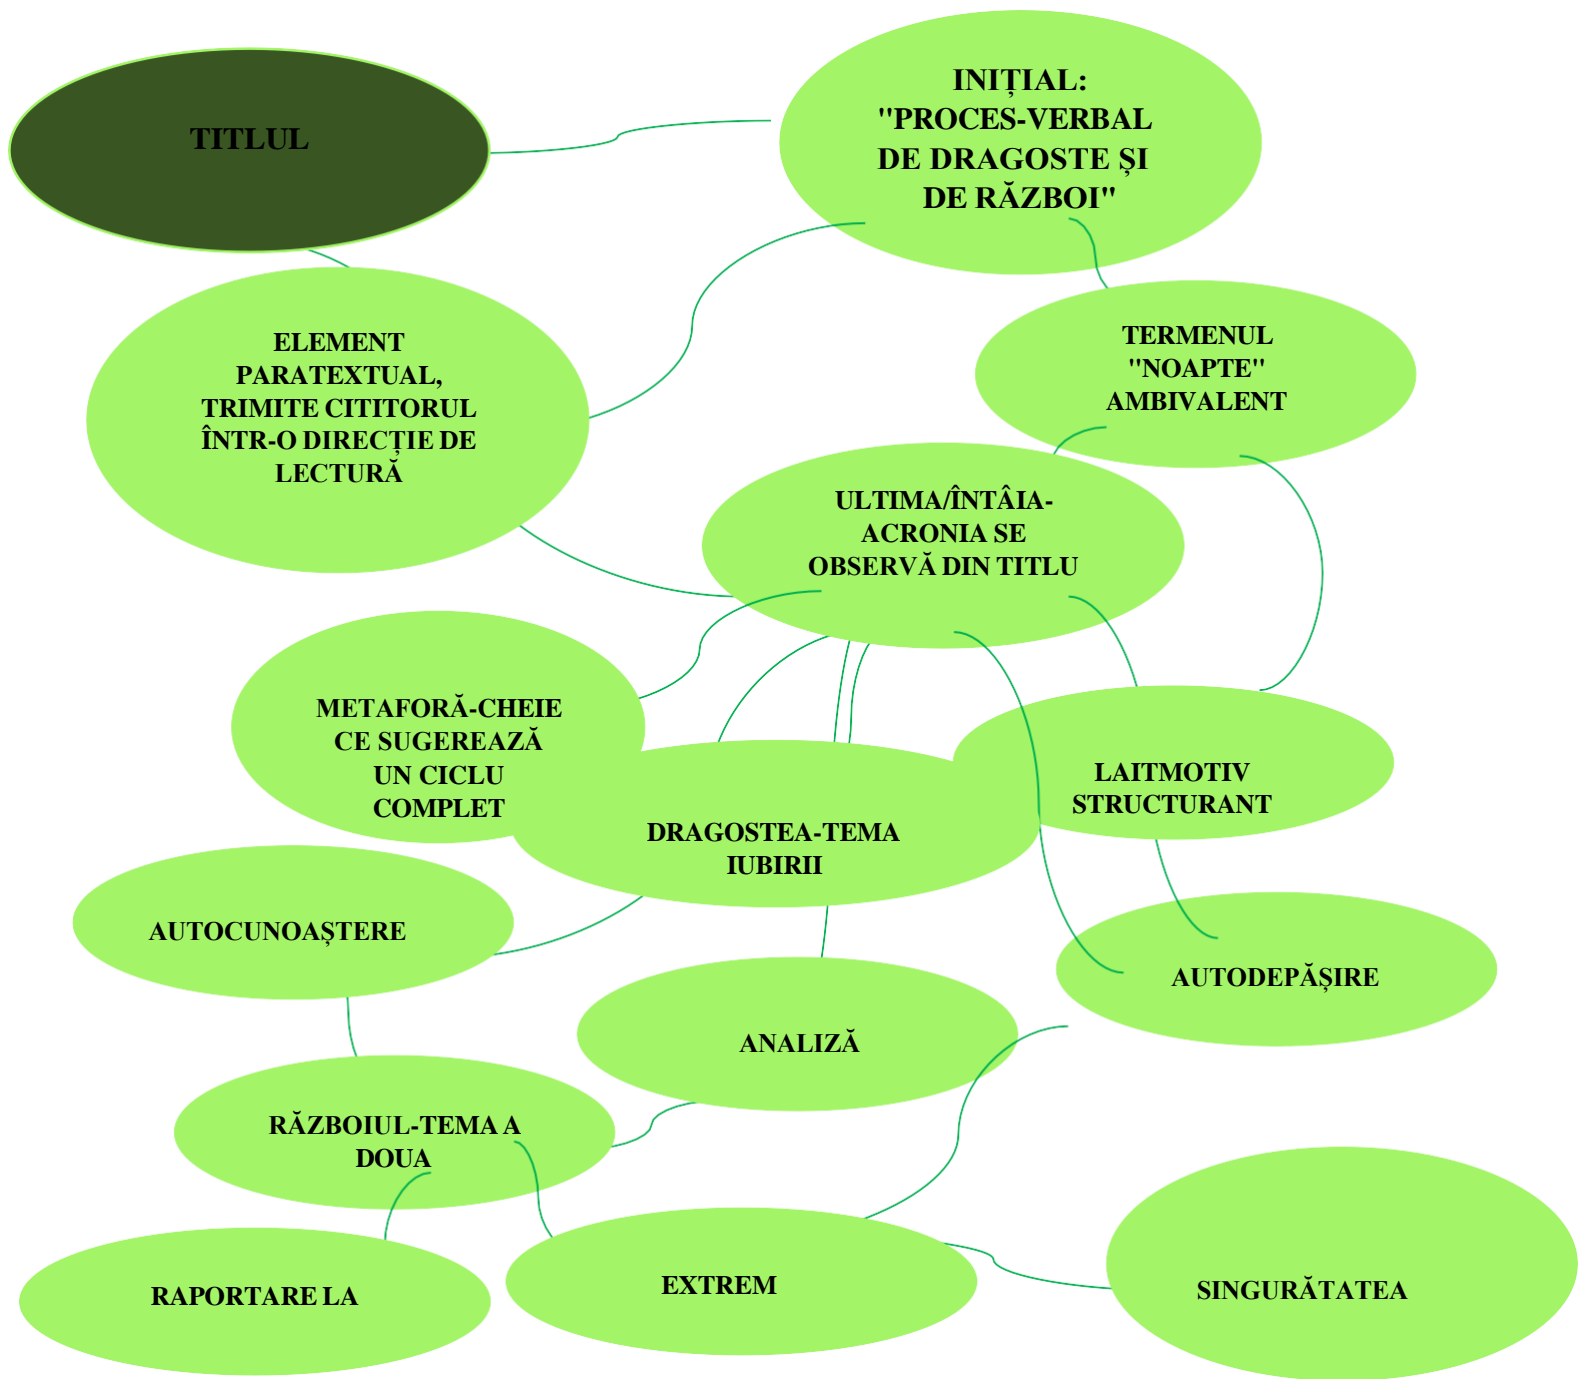 TITLUL
INIȚIAL:
"PROCES-VERBAL
DE DRAGOSTE ȘI
DE RĂZBOI"
ELEMENT
PARATEXTUAL,
TRIMITE CITITORUL
ÎNTR-O DIRECȚIE DE
LECTURĂ
TERMENUL
"NOAPTE"
AMBIVALENT
ULTIMA/ÎNTÂIA-
ACRONIA SE
OBSERVĂ DIN TITLU
METAFORĂ-CHEIE
CE SUGEREAZĂ
UN CICLU
COMPLET
LAITMOTIV
STRUCTURANT
DRAGOSTEA-TEMA
IUBIRII
AUTOCUNOAȘTERE
AUTODEPĂȘIRE
ANALIZĂ
RĂZBOIUL-TEMA A
DOUA
RAPORTARE LA
EXTREM
SINGURĂTATEA